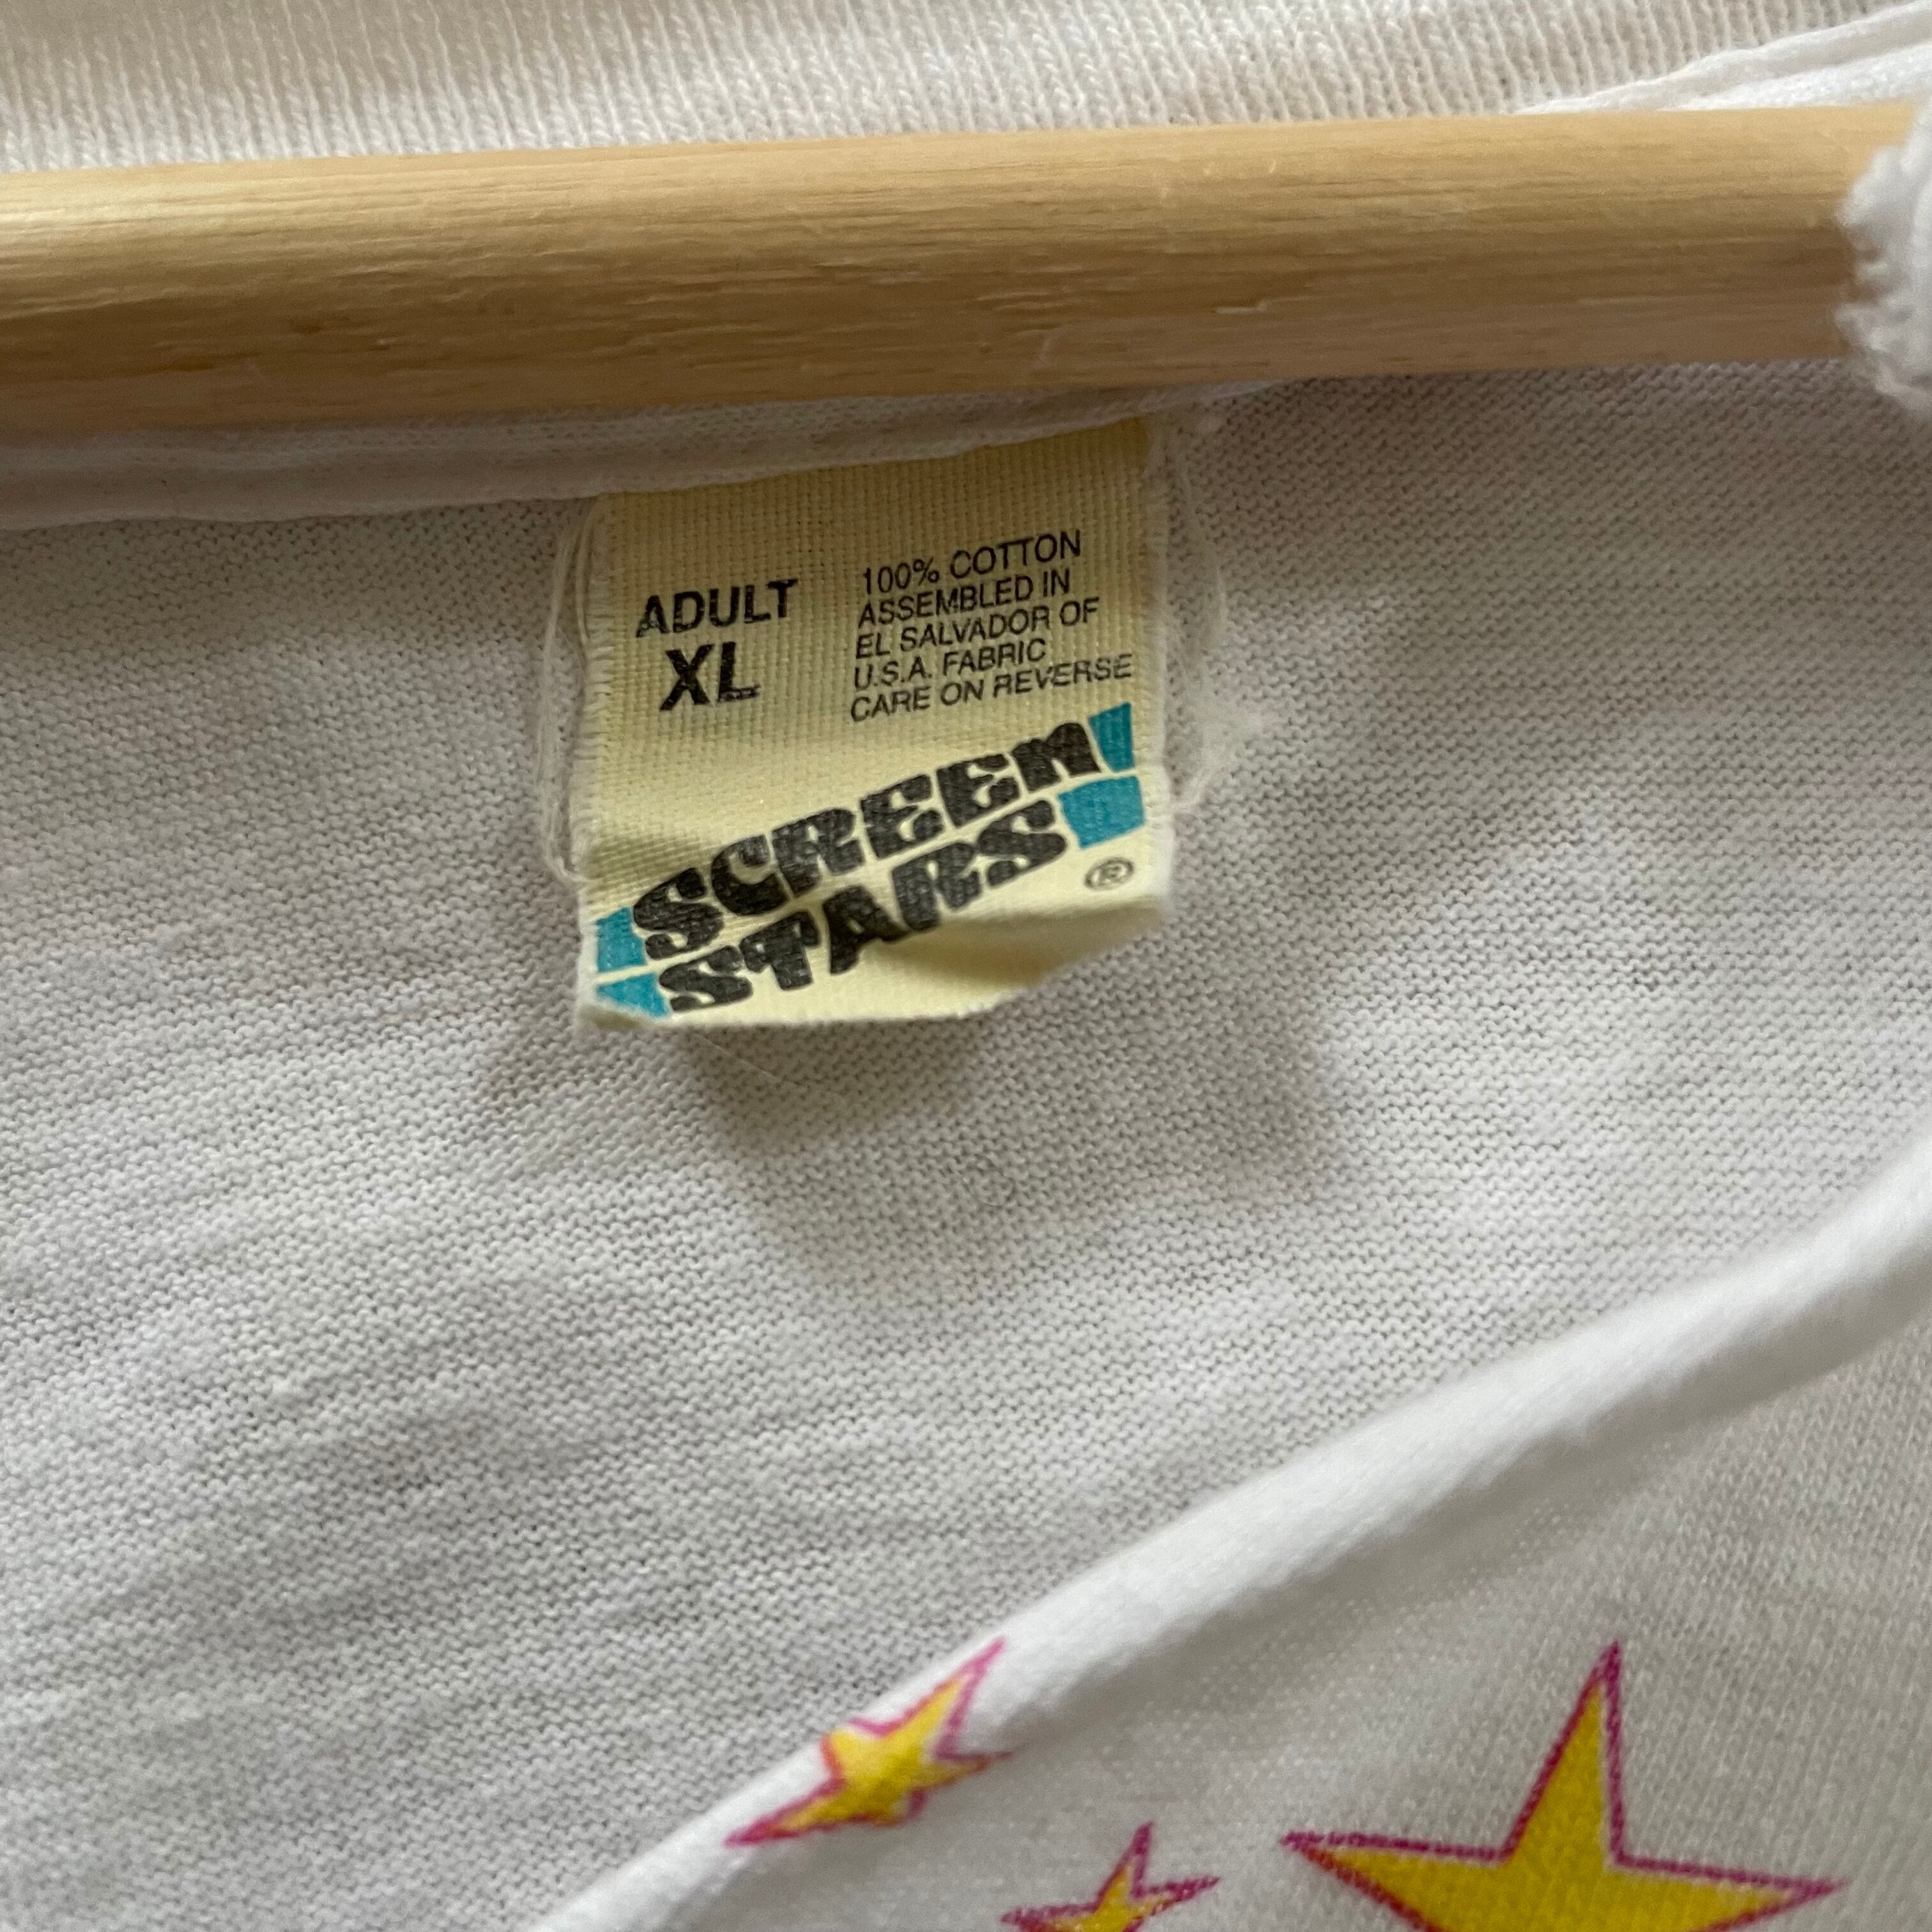 ADULT
XL
100% COTTON
ASSEMBLED IN
EL SALVADOR OF
U.S.A. FABRIC
CARE ON REVERSE
SCREEN
STARS
®